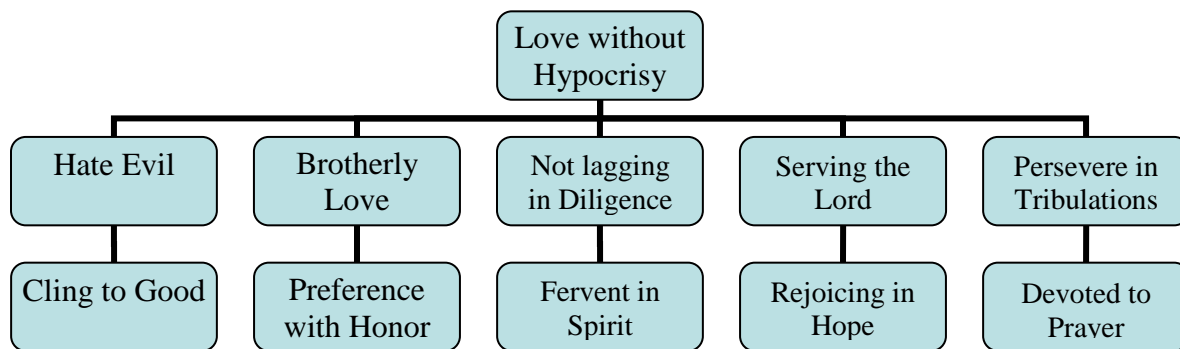 Love without
Hypocrisy
Hate Evil
Brotherly
Love
Not lagging
in Diligence
Serving the
Lord
Persevere in
Tribulations
Cling to Good
Preference
with Honor
Fervent in
Spirit
Rejoicing in
Hope
Devoted to
Prayer